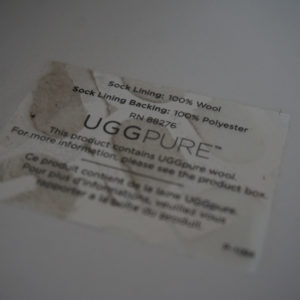 Sock Lining: 100% Wool
Sock Lining Backing: 100% Polyester
RN 88276
UGGPURE™
This product contains UGGpure wool.
For more information, please see the product box.
Ce produit contient de la laine UGGpure.
Pour plus d'informations, veuillez vous
rapporter à la boîte du produit.